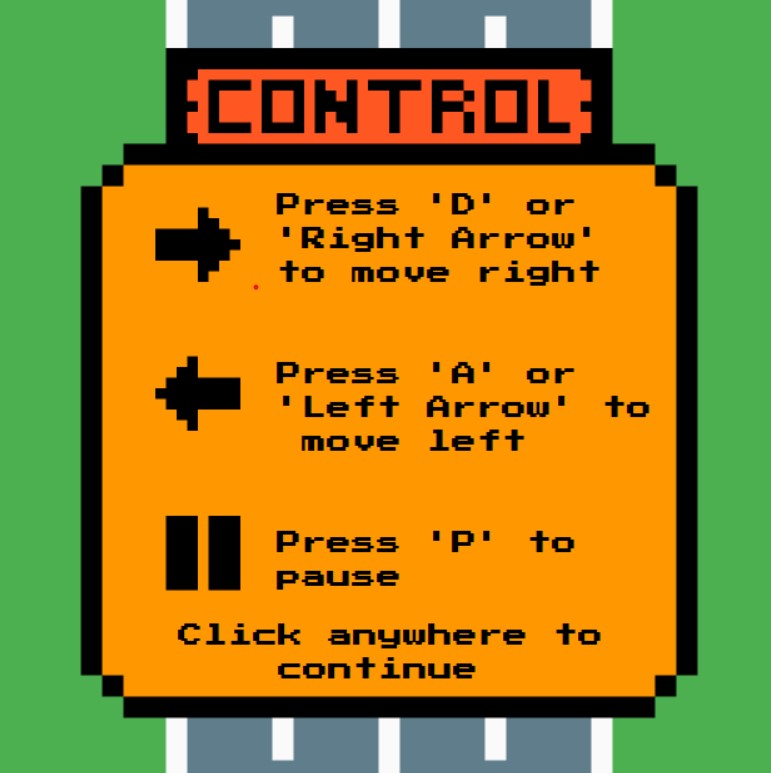 CONTROL
Press 'D' or
'Right Arrow'
to move right
Press 'A' or
'Left Arrow' to
move left
Press 'P' to
pause
Click anywhere to
continue